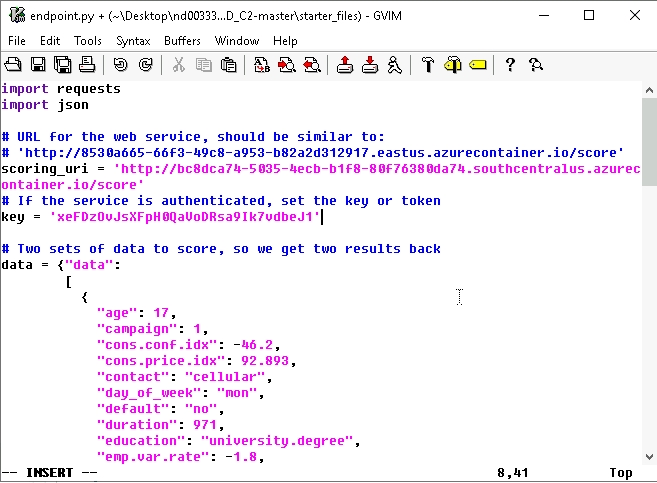 endpoint.py + (~\Desktop\nd00333...D_C2-master\starter_files) - GVIM
File Edit Tools Syntax Buffers Window Help
import requests
import json
# URL for the web service, should be similar to:
# 'http://8530a665-66f3-49c8-a953-b82a2d312917.eastus.azurecontainer.io/score'
scoring_uri = 'http://bc8dca74-5035-4ecb-b1f8-80f76380da74.southcentralus.azurec
ontainer.io/score'
# If the service is authenticated, set the key or token
key = 'xeFDzOvJsXFpH0QaVoDRsa9Ik7vdbeJ1'
# Two sets of data to score, so we get two results back
data = {"data":
[
{
"age": 17,
"campaign": 1,
"cons.conf.idx": -46.2,
"cons.price.idx": 92.893,
"contact": "cellular",
"day_of_week": "mon",
"default": "no",
"duration": 971,
"education": "university.degree",
"emp.var.rate": -1.8,
-- INSERT -- 8,41 Top